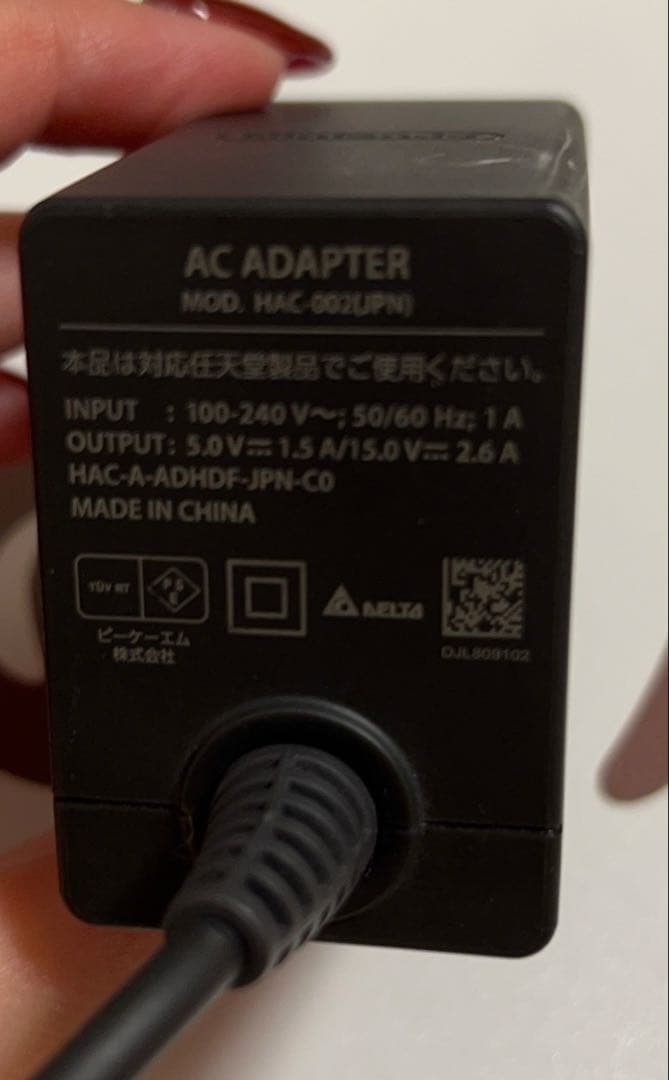 AC ADAPTER
MOD. HAC-002(JPN)
本品は対応任天堂製品でご使用ください。
INPUT : 100-240 V～; 50/60 Hz; 1 A
OUTPUT: 5.0 V⎓ 1.5 A/15.0 V⎓ 2.6 A
HAC-A-ADHDF-JPN-C0
MADE IN CHINA
TÜV RT
PSE
DELTA
ピーケーエム
株式会社
DJL809102